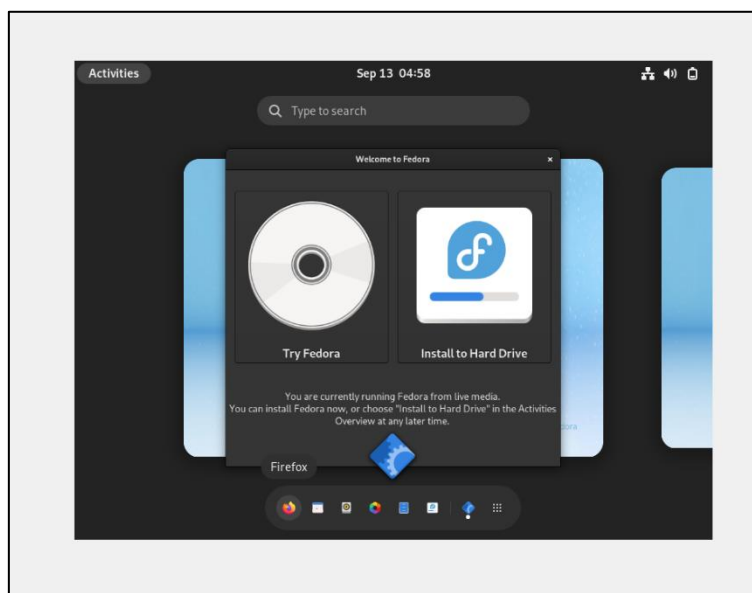 Activities
Sep 13 04:58
Type to search
Welcome to Fedora
Try Fedora
Install to Hard Drive
You are currently running Fedora from live media.
You can install Fedora now, or choose "Install to Hard Drive" in the Activities
Overview at any later time.
Firefox